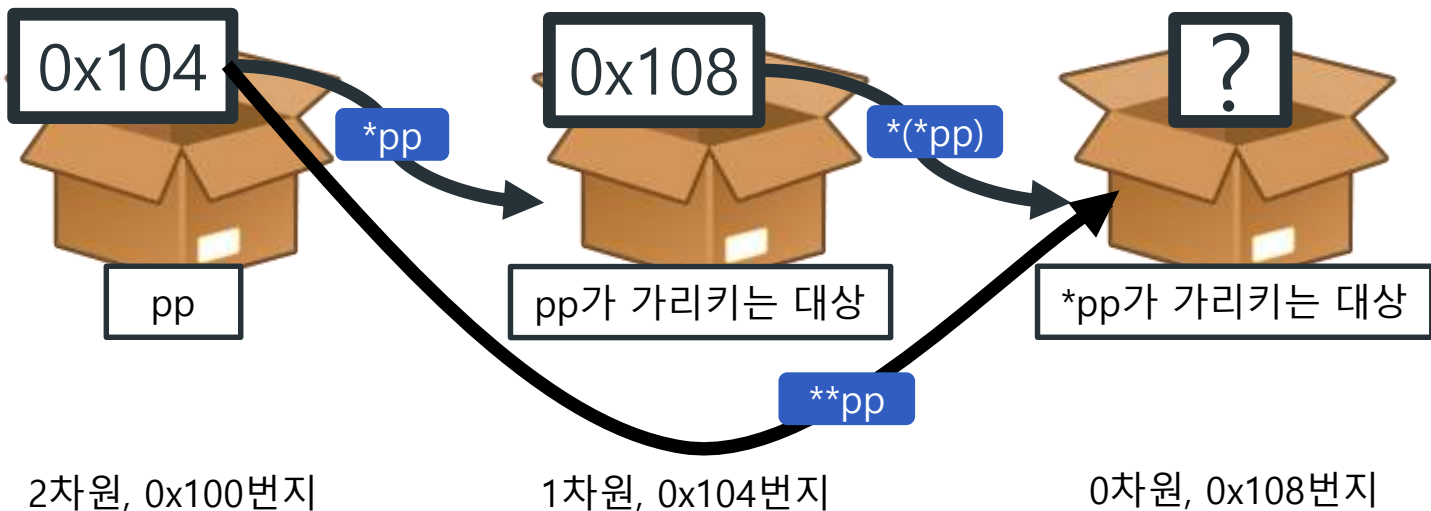 0x104
0x108
?
*pp
*(*pp)
pp
pp가 가리키는 대상
*pp가 가리키는 대상
**pp
2차원, 0x100번지
1차원, 0x104번지
0차원, 0x108번지